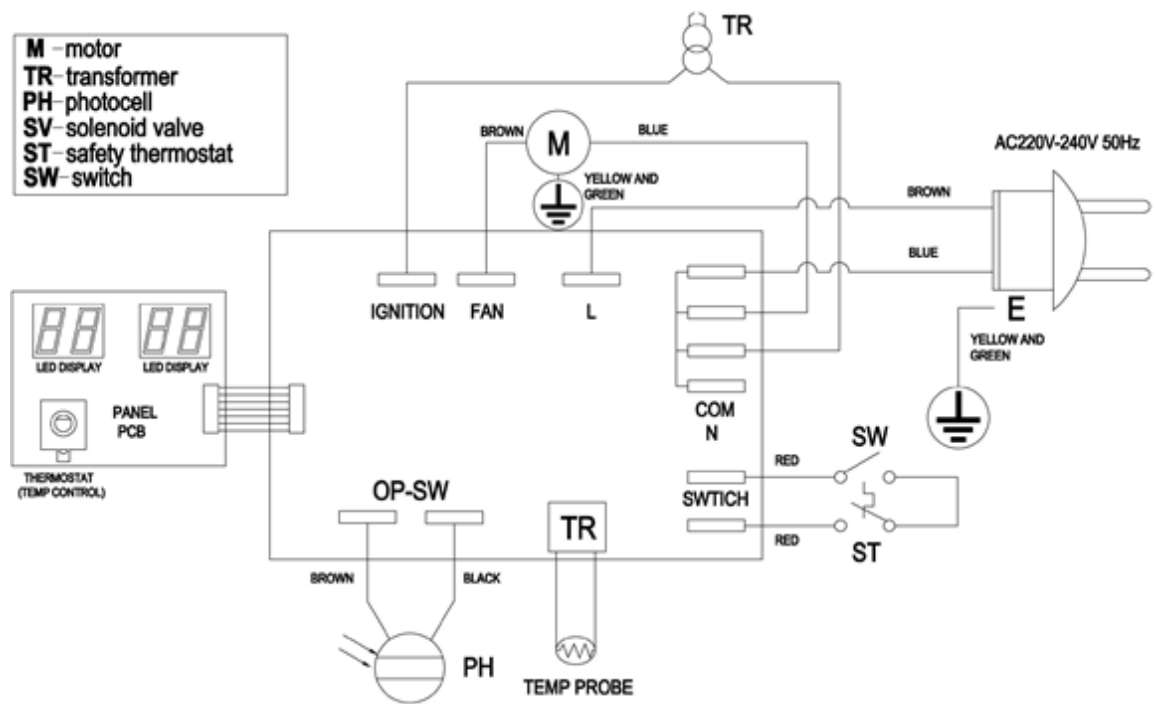 M-motor
TR-transformer
PH-photocell
SV-solenoid valve
ST-safety thermostat
SW-switch
TR
BROWN
M
BLUE
YELLOW AND
GREEN
AC220V-240V 50Hz
BROWN
BLUE
E
YELLOW AND
GREEN
IGNITION
FAN
L
COM
N
LED DISPLAY
LED DISPLAY
PANEL
PCB
THERMOSTAT
(TEMP CONTROL)
OP-SW
TR
SWTICH
RED
SW
RED
ST
BROWN
BLACK
PH
TEMP PROBE